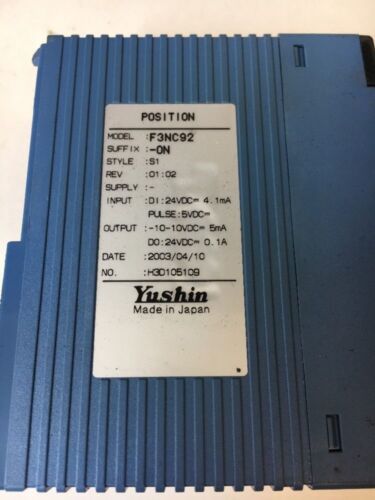 POSITION
MODEL :F3NC92
SUFFIX :-0N
STYLE :S1
REV :01:02
SUPPLY :-
INPUT :DI:24VDC⎓ 4.1mA
PULSE:5VDC⎓
OUTPUT :-10-10VDC⎓ 5mA
DO:24VDC⎓ 0.1A
DATE :2003/04/10
NO. :H3D105109
Yushin
Made in Japan